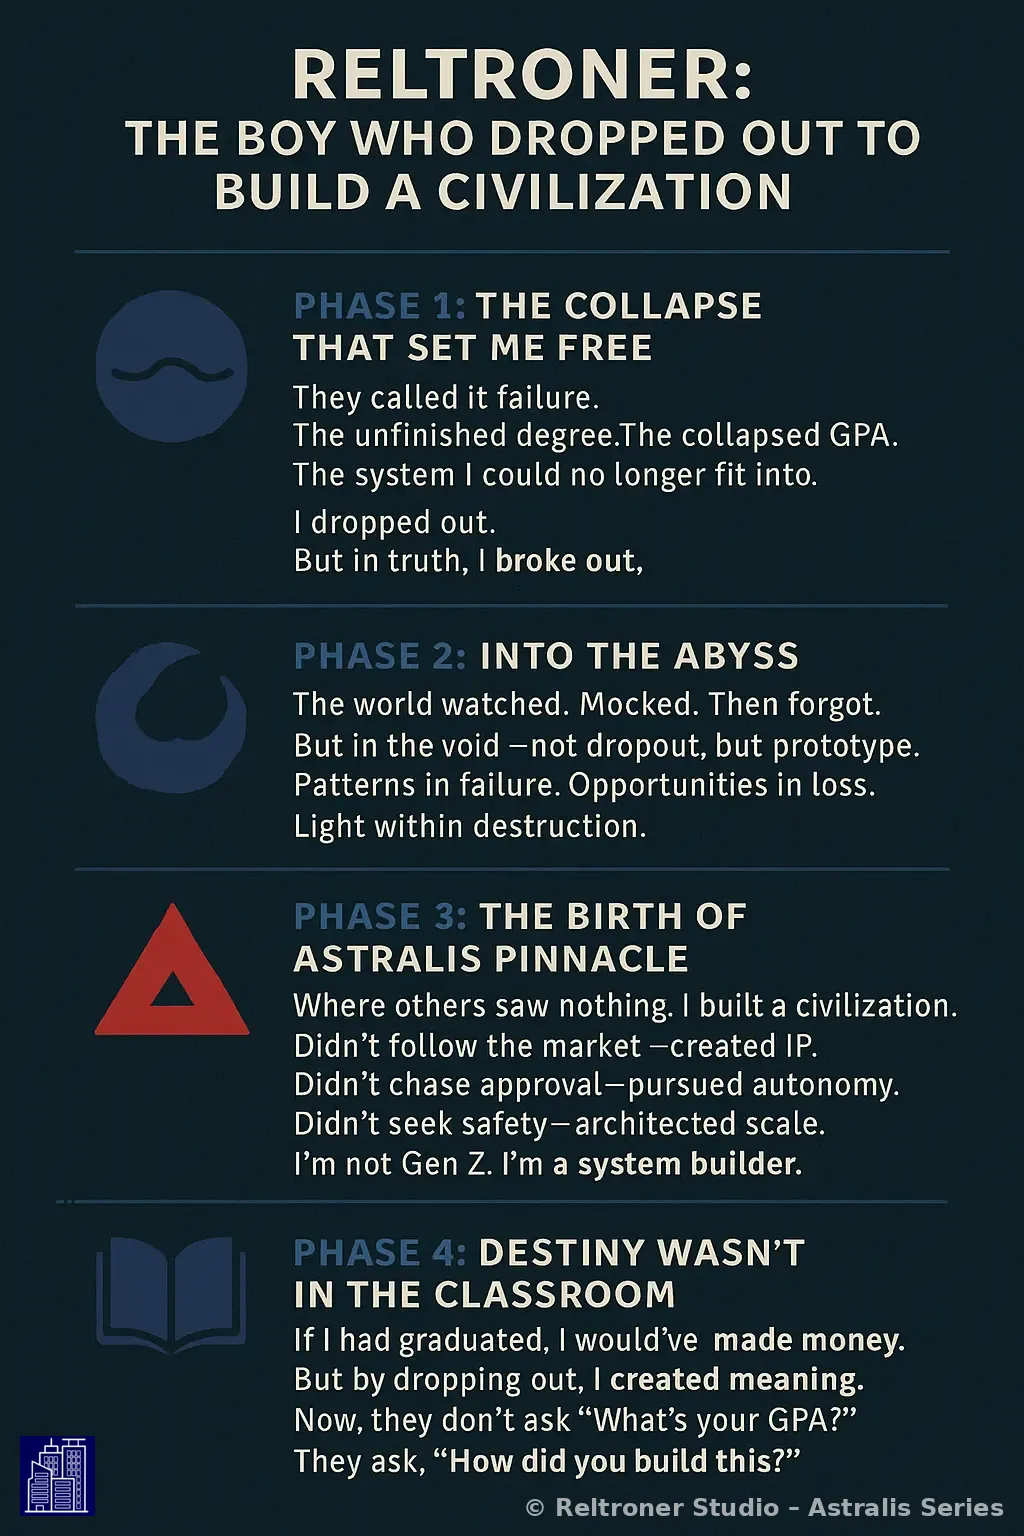 RELTRONER:
THE BOY WHO DROPPED OUT TO
BUILD A CIVILIZATION
PHASE 1: THE COLLAPSE
THAT SET ME FREE
They called it failure.
The unfinished degree.The collapsed GPA.
The system I could no longer fit into.
I dropped out.
But in truth, I broke out,
PHASE 2: INTO THE ABYSS
The world watched. Mocked. Then forgot.
But in the void —not dropout, but prototype.
Patterns in failure. Opportunities in loss.
Light within destruction.
PHASE 3: THE BIRTH OF
ASTRALIS PINNACLE
Where others saw nothing. I built a civilization.
Didn’t follow the market —created IP.
Didn’t chase approval—pursued autonomy.
Didn’t seek safety—architected scale.
I’m not Gen Z. I’m a system builder.
PHASE 4: DESTINY WASN’T
IN THE CLASSROOM
If I had graduated, I would’ve made money.
But by dropping out, I created meaning.
Now, they don’t ask “What’s your GPA?”
They ask, “How did you build this?”
© Reltroner Studio – Astralis Series